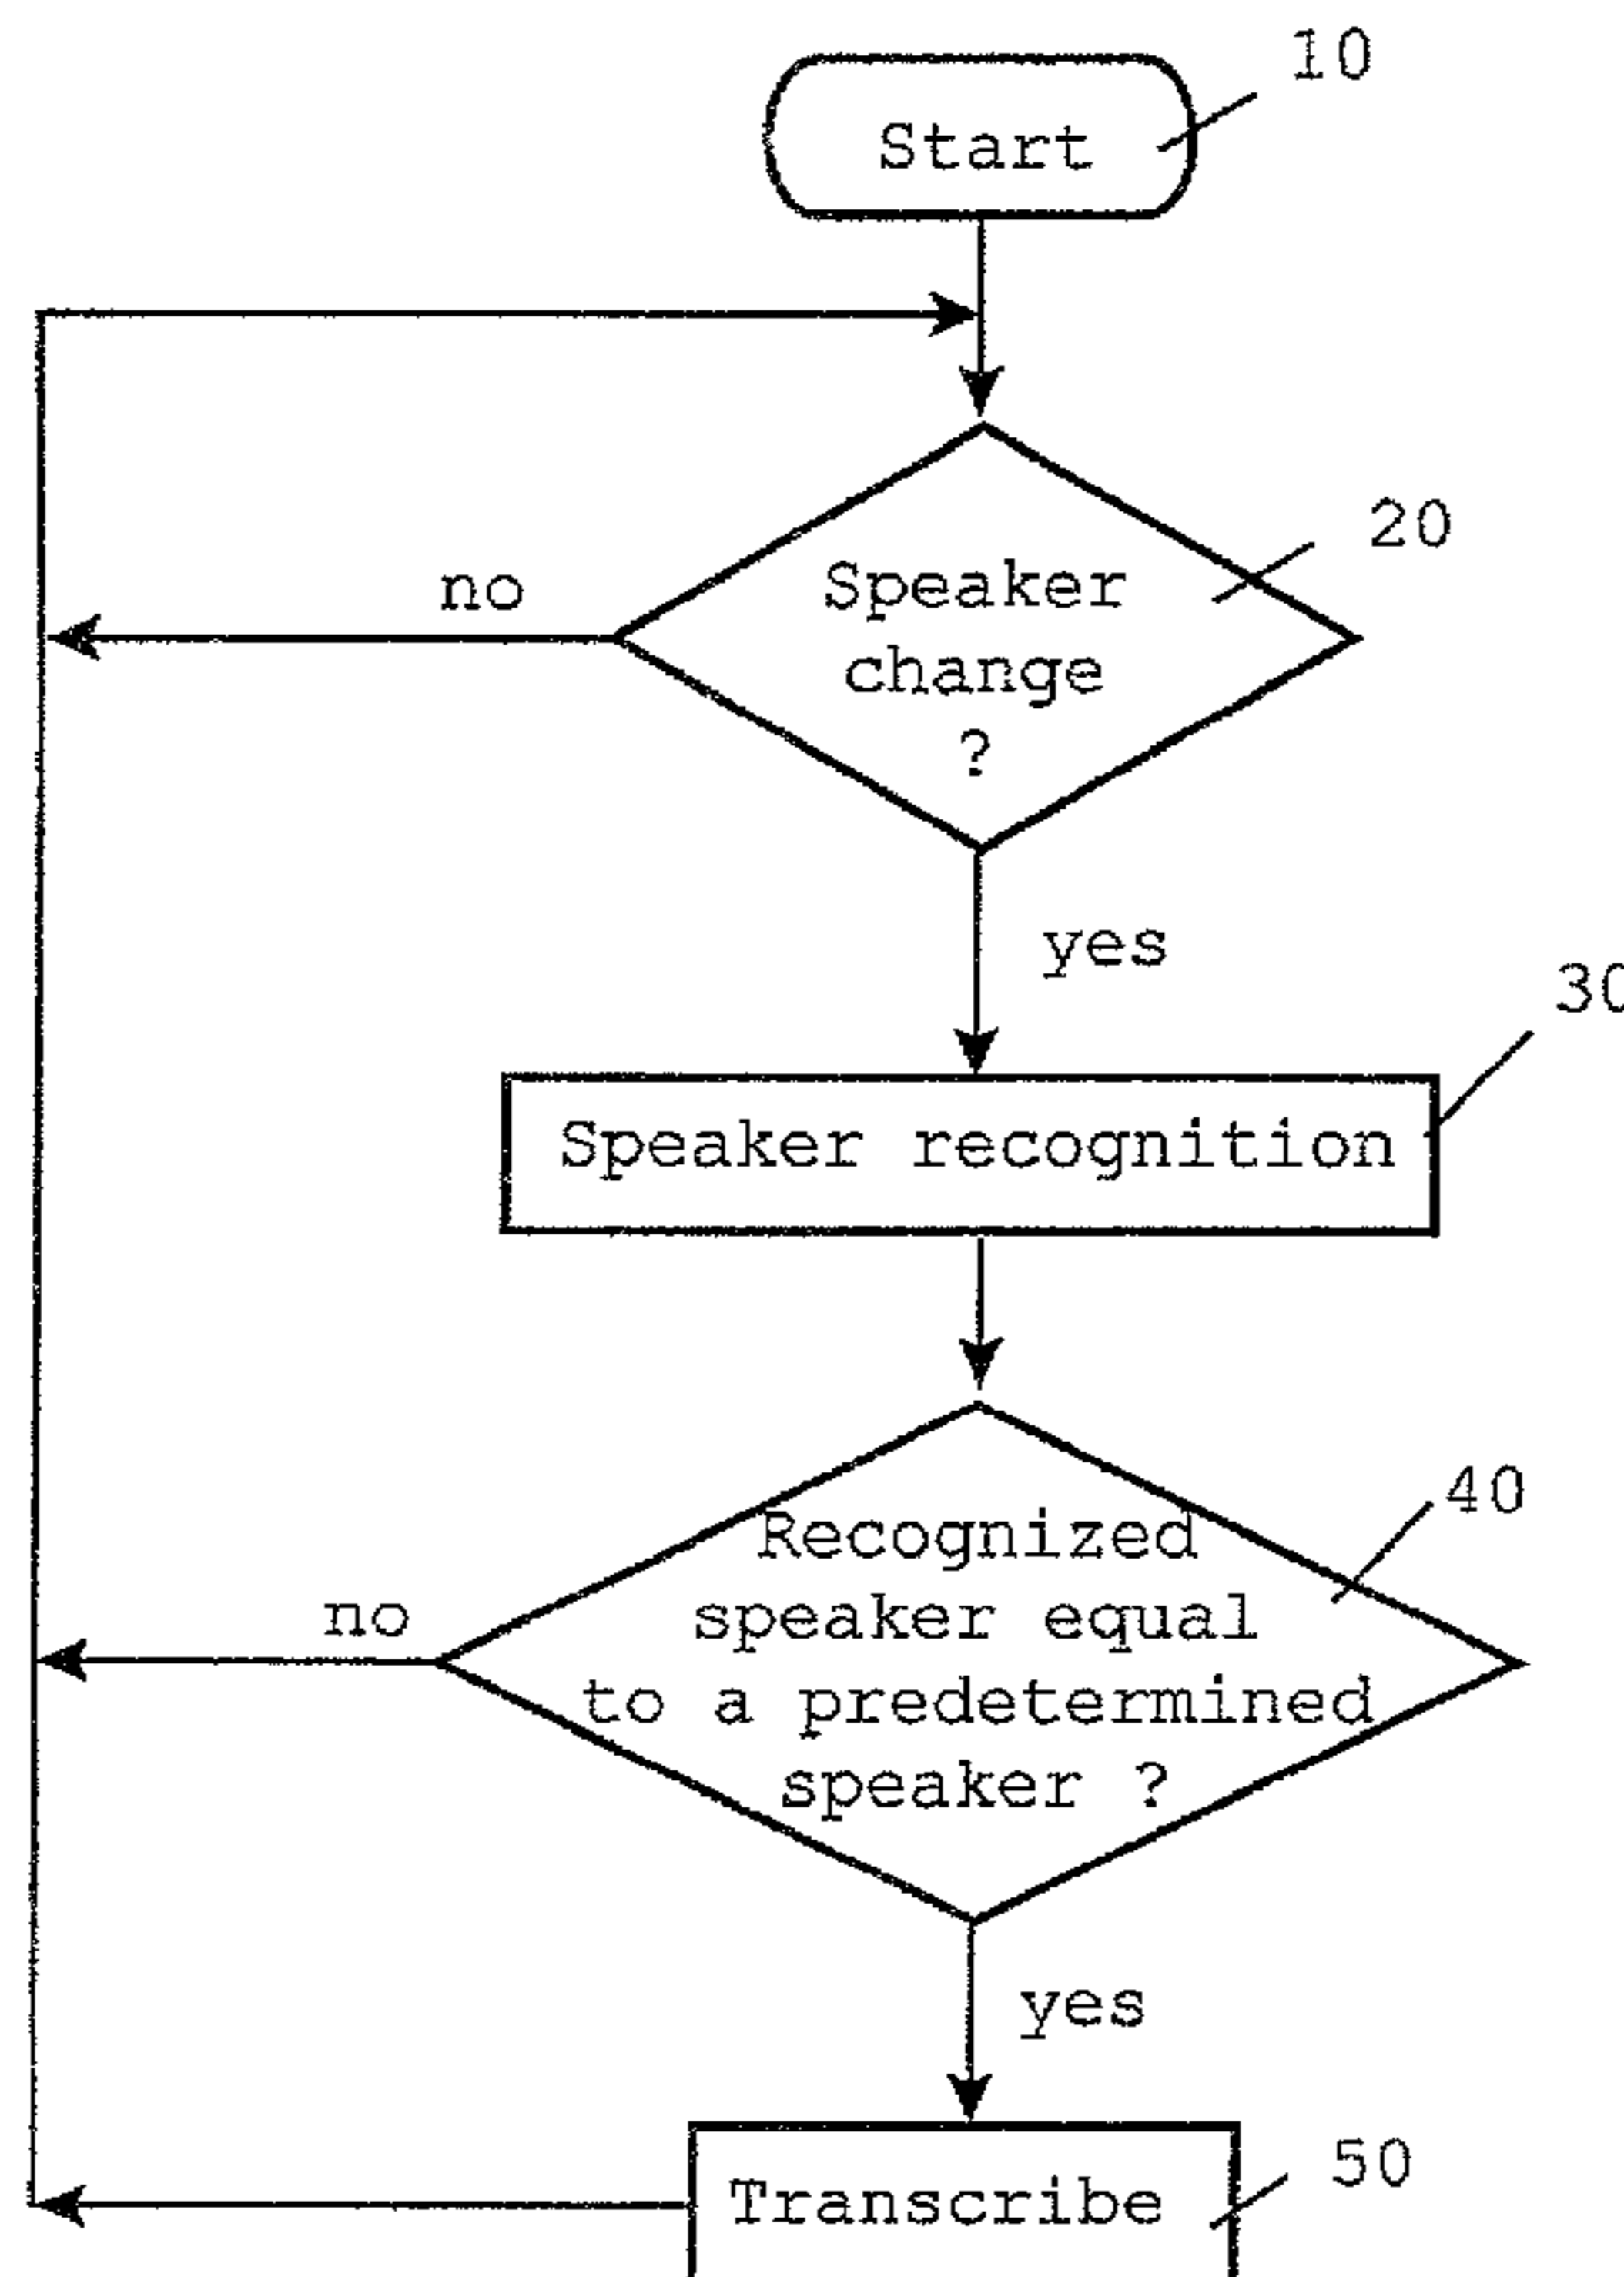 10
Start
20
no
Speaker
change
?
yes
30
Speaker recognition
40
Recognized
no
speaker equal
to a predetermined
speaker ?
yes
50
Transcribe